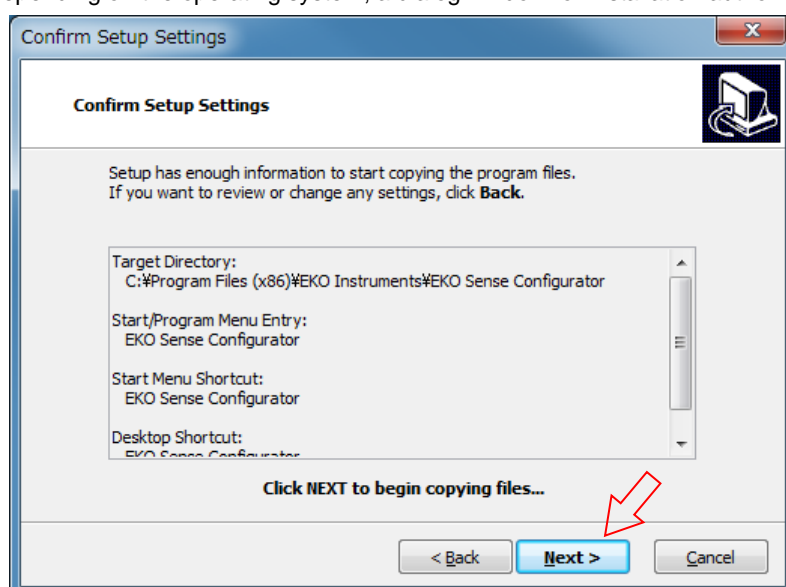 Confirm Setup Settings
Confirm Setup Settings
Setup has enough information to start copying the program files.
If you want to review or change any settings, click Back.
Target Directory:
C:¥Program Files (x86)¥EKO Instruments¥EKO Sense Configurator
Start/Program Menu Entry:
EKO Sense Configurator
Start Menu Shortcut:
EKO Sense Configurator
Desktop Shortcut:
EKO Sense Configurator
Click NEXT to begin copying files...
< Back
Next >
Cancel